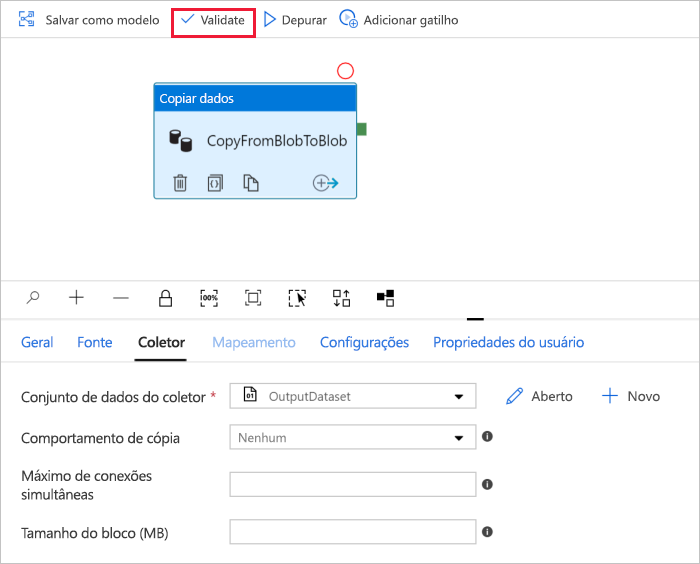 Salvar como modelo Validate Depurar Adicionar gatilho
Copiar dados
CopyFromBlobToBlob
100%
Geral Fonte Coletor Mapeamento Configurações Propriedades do usuário
Conjunto de dados do coletor * 01 OutputDataset Aberto Novo
Comportamento de cópia Nenhum
Máximo de conexões
simultâneas
Tamanho do bloco (MB)